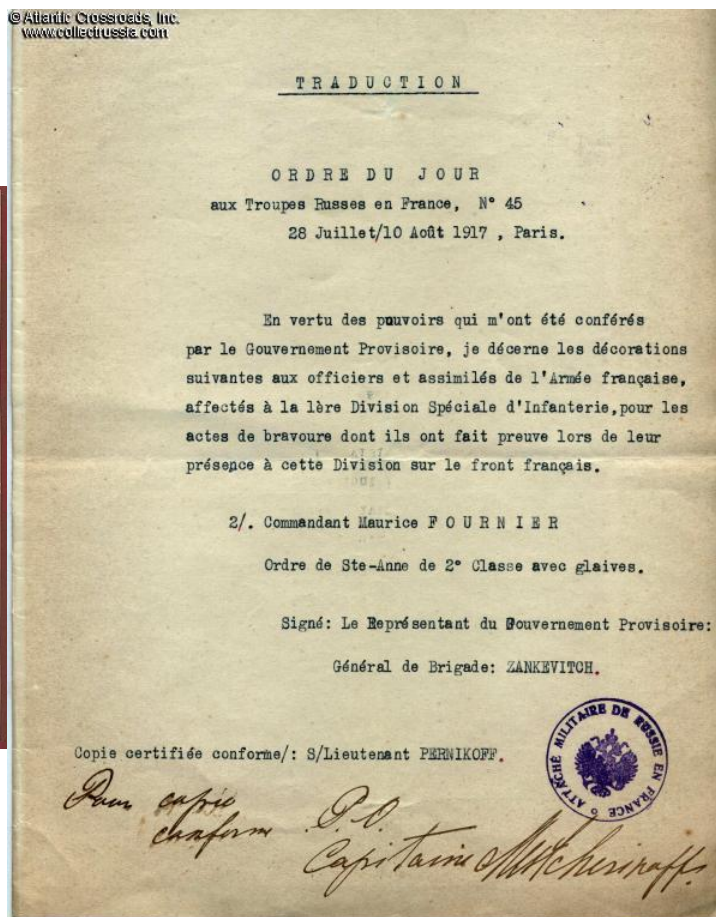 © Atlantic Crossroads, Inc.
www.collectrussia.com
TRADUCTION
ORDRE DU JOUR
aux Troupes Russes en France, N° 45
28 Juillet/10 Août 1917 , Paris.
En vertu des pouvoirs qui m'ont été conférés
par le Gouvernement Provisoire, je décerne les décorations
suivantes aux officiers et assimilés de l'Armée française,
affectés à la 1ère Division Spéciale d'Infanterie,pour les
actes de bravoure dont ils ont fait preuve lors de leur
présence à cette Division sur le front français.
2/. Commandant Maurice FOURNIER
Ordre de Ste-Anne de 2° Classe avec glaives.
Signé: Le Représentant du Gouvernement Provisoire:
Général de Brigade: ZANKEVITCH.
ATTACHÉ MILITAIRE DE RUSSIE EN FRANCE
Copie certifiée conforme/: S/Lieutenant PERNIKOFF.
Pour copie
conforme P.O.
Capitaine